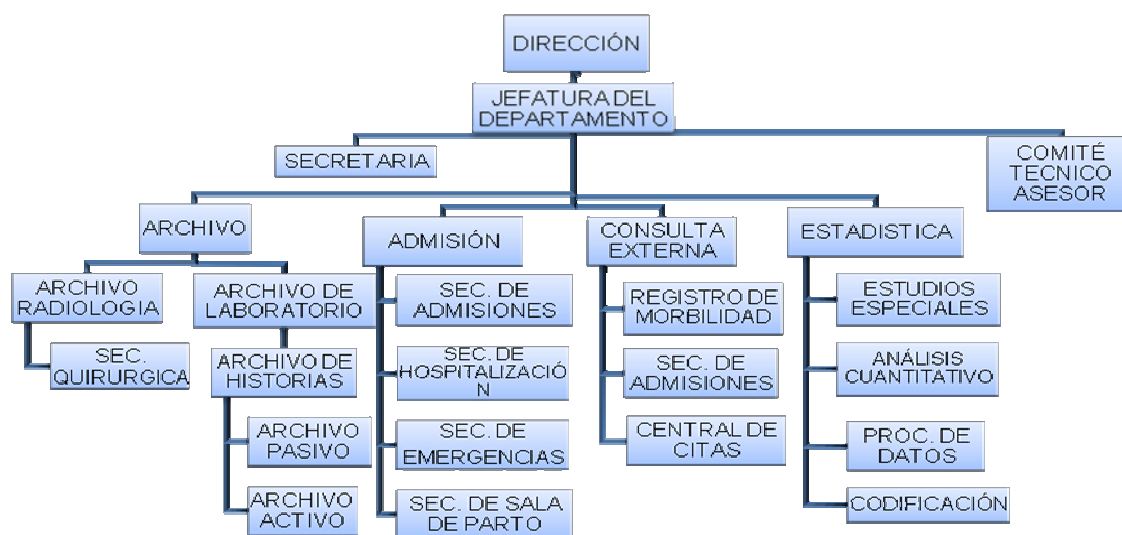 DIRECCIÓN
JEFATURA DEL
DEPARTAMENTO
SECRETARIA
COMITÉ
TECNICO
ASESOR
ARCHIVO
ADMISIÓN
CONSULTA
EXTERNA
ESTADISTICA
ARCHIVO
RADIOLOGIA
SEC.
QUIRURGICA
ARCHIVO DE
LABORATORIO
ARCHIVO DE
HISTORIAS
ARCHIVO
PASIVO
ARCHIVO
ACTIVO
SEC. DE
ADMISIONES
SEC. DE
HOSPITALIZACIÓ
N
SEC. DE
EMERGENCIAS
SEC. DE SALA
DE PARTO
REGISTRO DE
MORBILIDAD
SEC. DE
ADMISIONES
CENTRAL DE
CITAS
ESTUDIOS
ESPECIALES
ANÁLISIS
CUANTITATIVO
PROC. DE
DATOS
CODIFICACIÓN